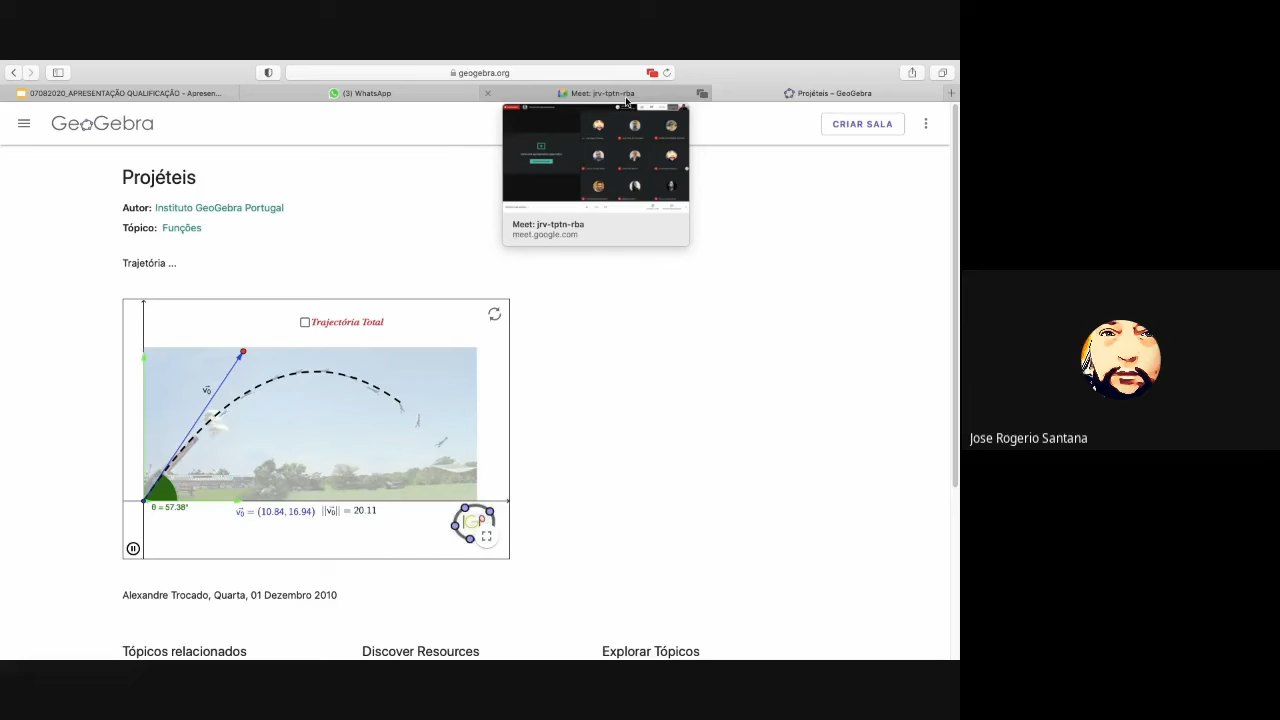 geogebra.org
07082020_APRESENTAÇÃO QUALIFICAÇÃO - Apresen...
(3) WhatsApp
Meet: jrv-tptn-rba
Projéteis – GeoGebra
GeoGebra
CRIAR SALA
Meet: jrv-tptn-rba
meet.google.com
Projéteis
Autor: Instituto GeoGebra Portugal
Tópico: Funções
Trajetória ...
Trajectória Total
v⃗₀
θ = 57.38°
v⃗₀ = (10.84, 16.94) ||v⃗₀|| = 20.11
IGP
Alexandre Trocado, Quarta, 01 Dezembro 2010
Tópicos relacionados
Discover Resources
Explorar Tópicos
Jose Rogerio Santana